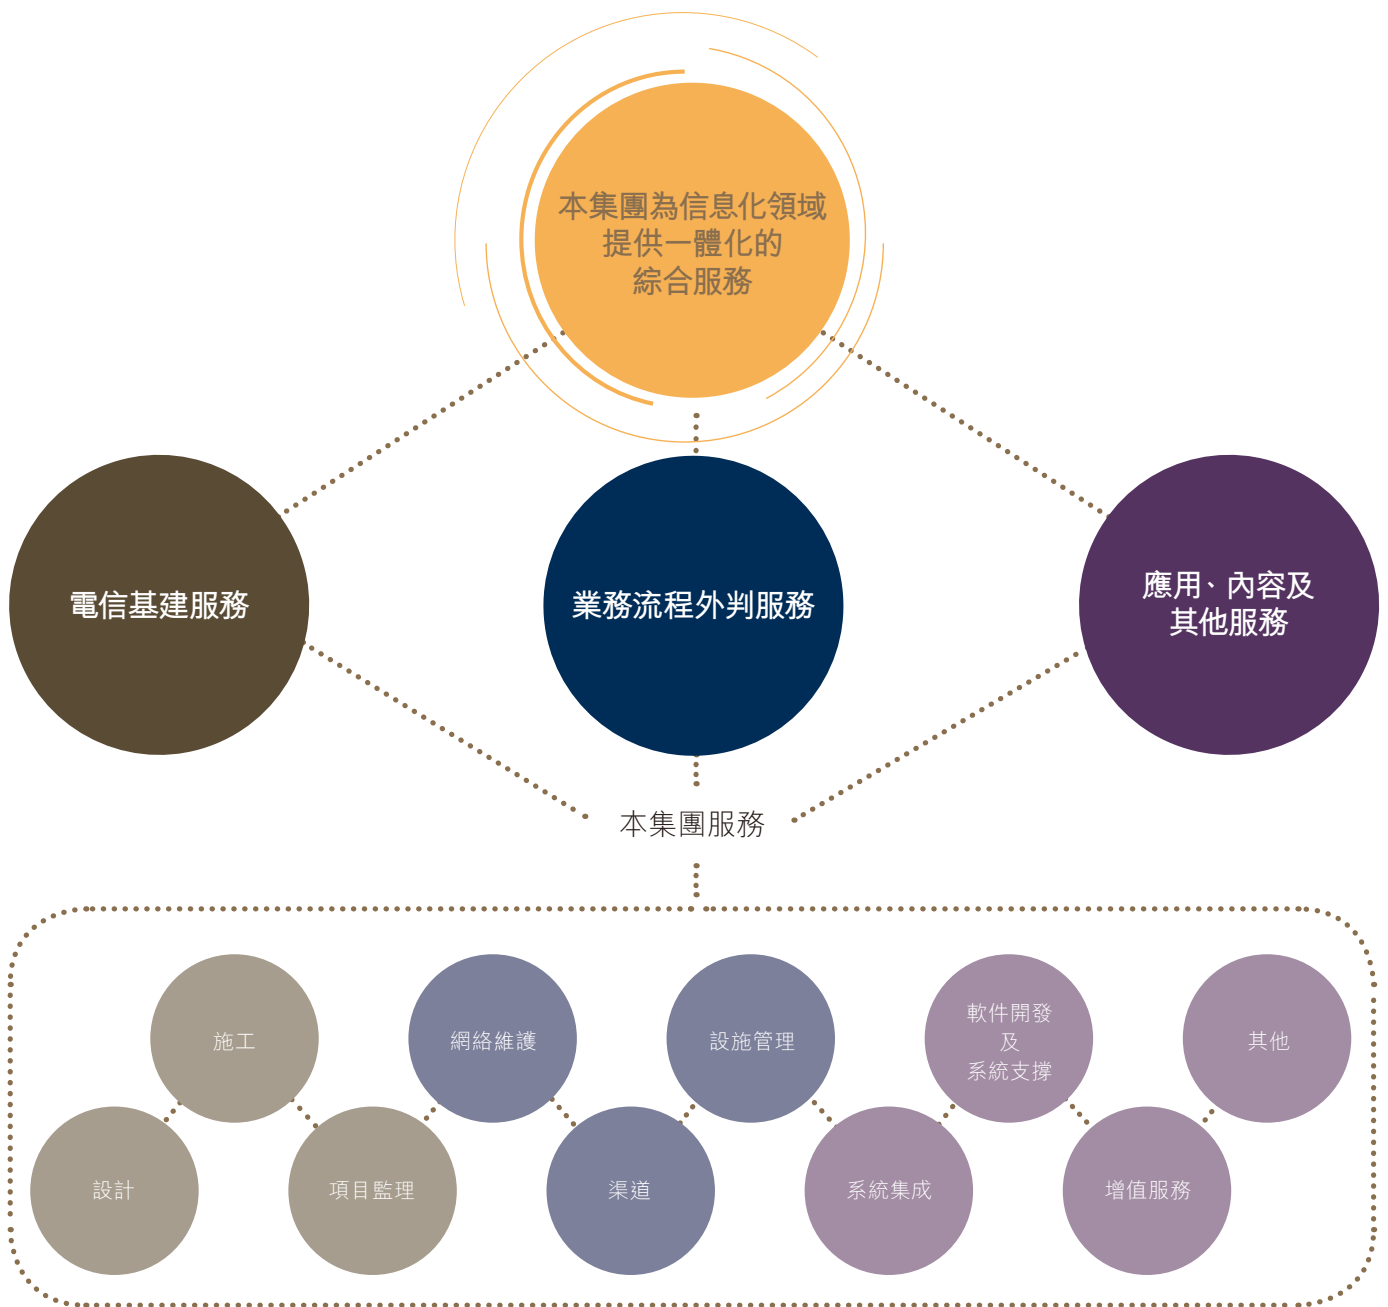 本集團為信息化領域
提供一體化的
綜合服務
電信基建服務
業務流程外判服務
應用、內容及
其他服務
本集團服務
施工
網絡維護
設施管理
軟件開發
及
系統支撐
其他
設計
項目監理
渠道
系統集成
增值服務